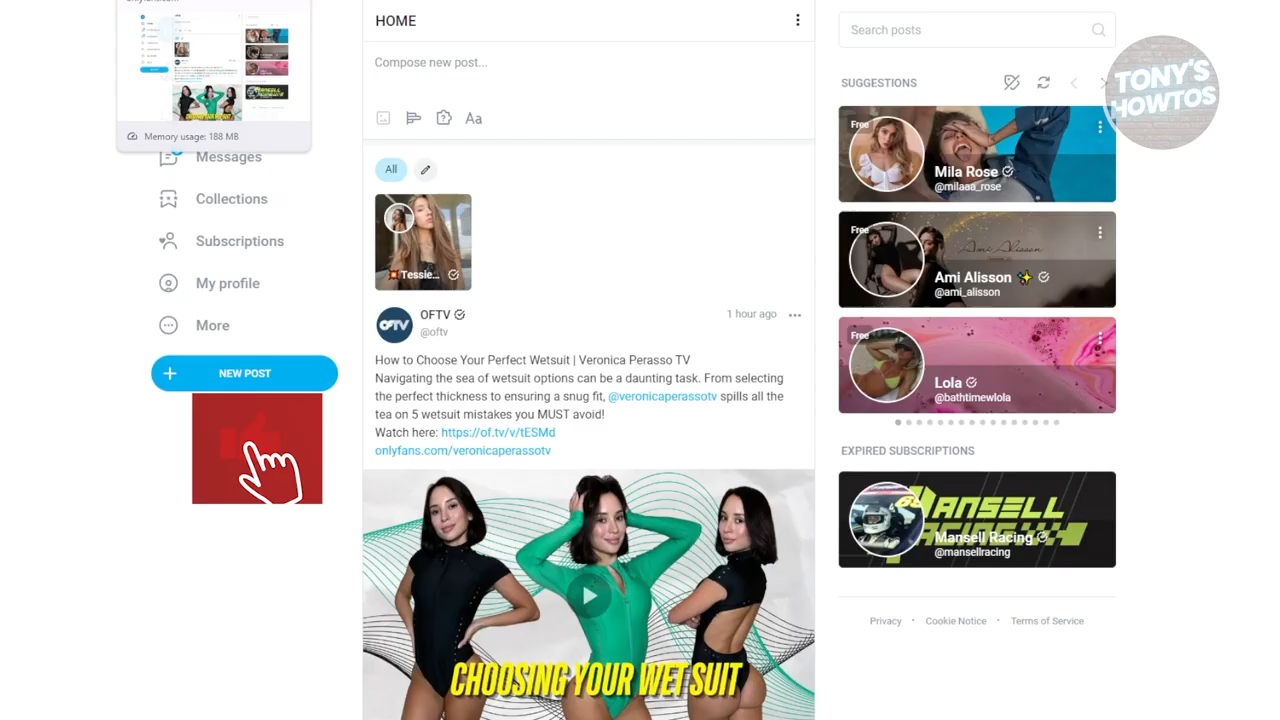 Memory usage: 188 MB
Messages
Collections
Subscriptions
My profile
More
NEW POST
HOME
Compose new post...
Aa
All
Tessie...
OFTV
@oftv
1 hour ago
How to Choose Your Perfect Wetsuit | Veronica Perasso TV
Navigating the sea of wetsuit options can be a daunting task. From selecting
the perfect thickness to ensuring a snug fit, @veronicaperassotv spills all the
tea on 5 wetsuit mistakes you MUST avoid!
Watch here: https://of.tv/v/tESMd
onlyfans.com/veronicaperassotv
CHOOSING YOUR WET SUIT
Search posts
TONY'S
HOWTOS
SUGGESTIONS
Free
Mila Rose
@milaaa_rose
Free
Ami Alisson
Ami Alisson
@ami_alisson
Free
Lola
@bathtimewlola
EXPIRED SUBSCRIPTIONS
MANSELL
RACING
Mansell Racing
@mansellracing
Privacy
Cookie Notice
Terms of Service